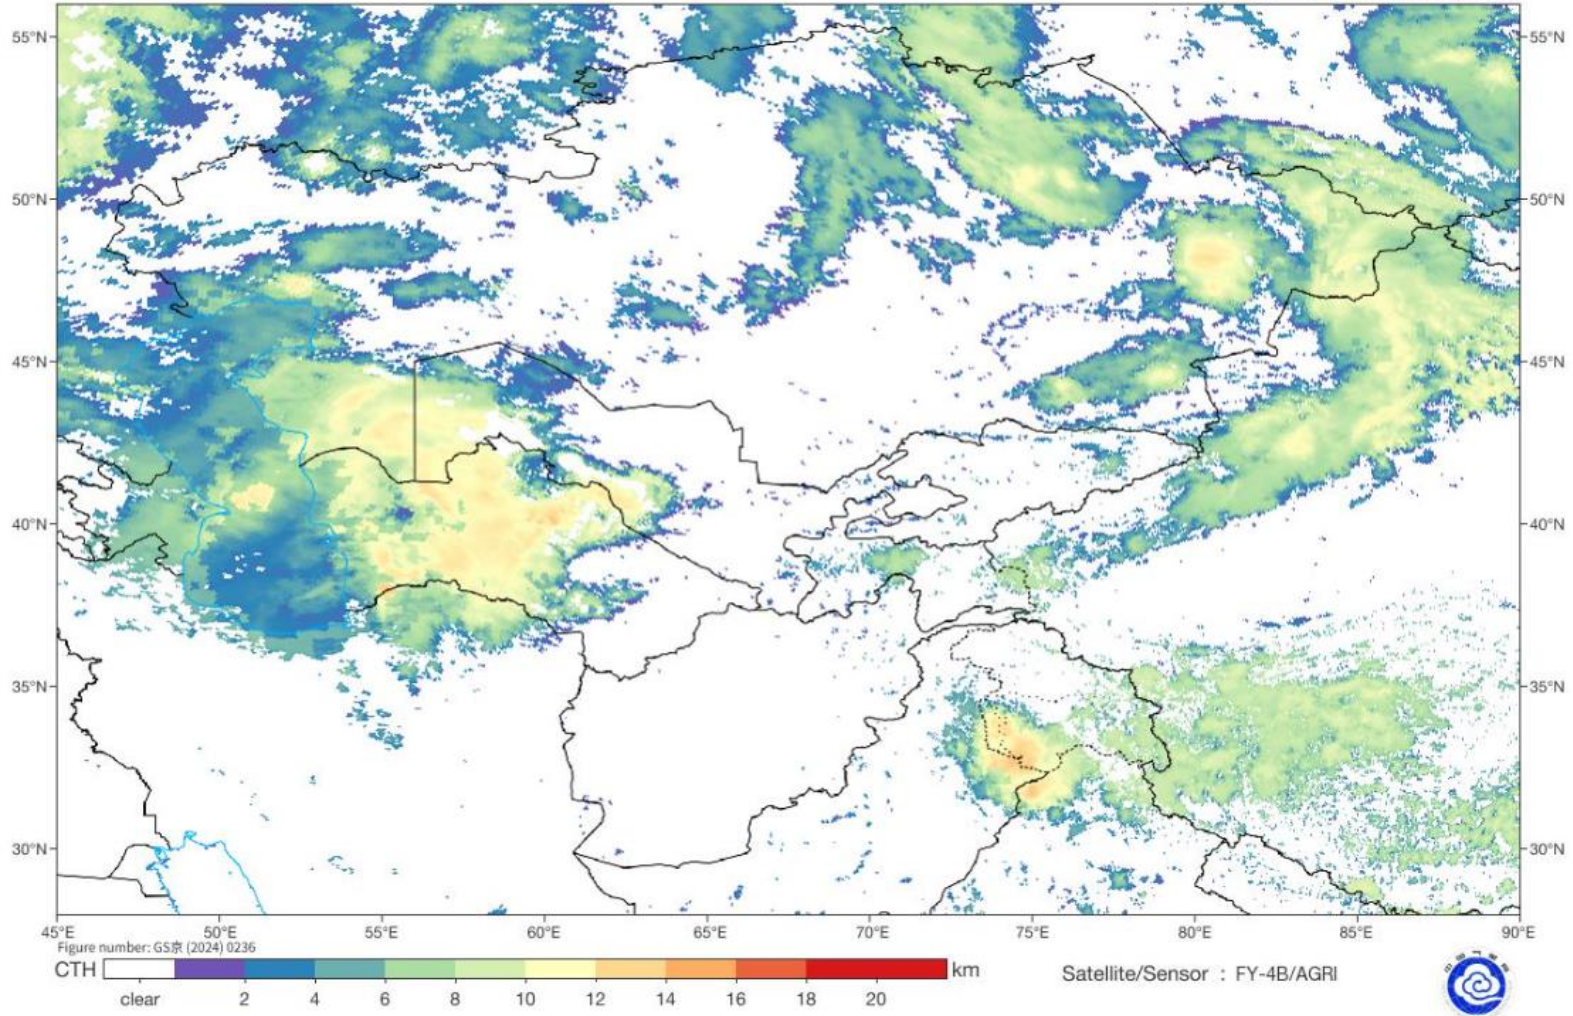 55°N 55°N
50°N 50°N
45°N 45°N
40°N 40°N
35°N 35°N
30°N 30°N
45°E 50°E 55°E 60°E 65°E 70°E 75°E 80°E 85°E 90°E
Figure number: GS京 (2024) 0236
CTH km Satellite/Sensor : FY-4B/AGRI
clear 2 4 6 8 10 12 14 16 18 20